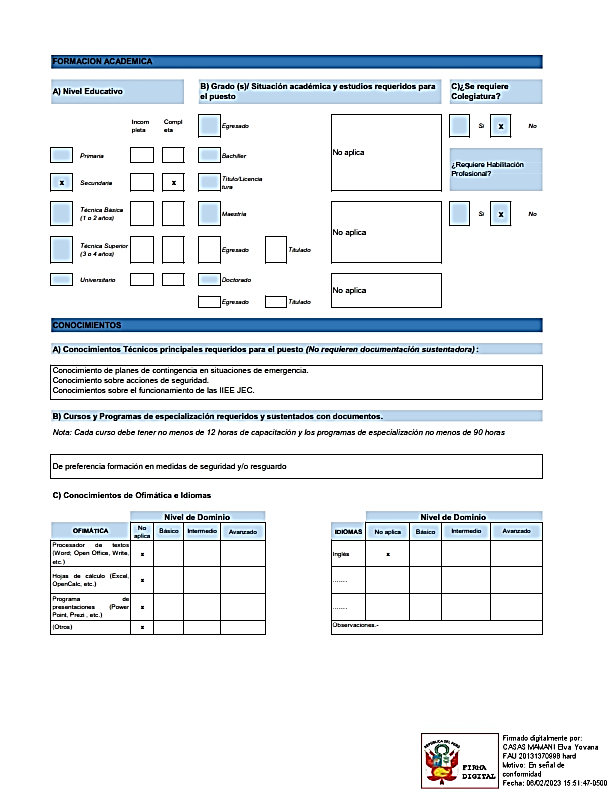 FORMACION ACADEMICA
A) Nivel Educativo
B) Grado (s)/ Situación académica y estudios requeridos para
el puesto
C)¿Se requiere
Colegiatura?
Incom
pleta
Compl
eta
Egresado
No aplica
Si
x
No
Primaria
Bachiller
¿Requiere Habilitación
Profesional?
x
Secundaria
x
Título/Licencia
tura
Técnica Básica
(1 o 2 años)
Maestría
No aplica
Si
x
No
Técnica Superior
(3 o 4 años)
Egresado
Titulado
Universitario
Doctorado
No aplica
Egresado
Titulado
CONOCIMIENTOS
A) Conocimientos Técnicos principales requeridos para el puesto (No requieren documentación sustentadora) :
Conocimiento de planes de contingencia en situaciones de emergencia.
Conocimiento sobre acciones de seguridad.
Conocimientos sobre el funcionamiento de las IIEE JEC.
B) Cursos y Programas de especialización requeridos y sustentados con documentos.
Nota: Cada curso debe tener no menos de 12 horas de capacitación y los programas de especialización no menos de 90 horas
De preferencia formación en medidas de seguridad y/o resguardo
C) Conocimientos de Ofimática e Idiomas
Nivel de Dominio
OFIMÁTICA
No
aplica
Básico
Intermedio
Avanzado
Procesador de textos
(Word; Open Office, Write,
etc.)
x
Hojas de cálculo (Excel,
OpenCalc, etc.)
x
Programa de
presentaciones (Power
Point, Prezi , etc.)
x
(Otros)
x
Nivel de Dominio
IDIOMAS
No aplica
Básico
Intermedio
Avanzado
Inglés
x
.......
.......
Observaciones.-
REPÚBLICA DEL PERÚ
FIRMA
DIGITAL
Firmado digitalmente por:
CASAS MAMANI Elva Yovana
FAU 20131370998 hard
Motivo: En señal de
conformidad
Fecha: 06/02/2023 15:51:47-0500